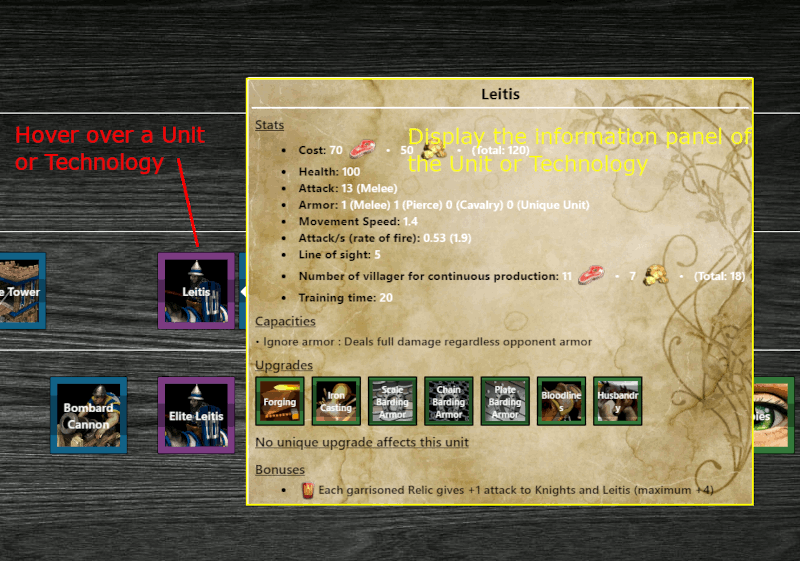 Leitis
Hover over a Unit
or Technology
Display the information panel of
the Unit or Technology
Stats
Cost: 70 - 50 - (Total: 120)
Health: 100
Attack: 13 (Melee)
Armor: 1 (Melee) 1 (Pierce) 0 (Cavalry) 0 (Unique Unit)
Movement Speed: 1.4
Attack/s (rate of fire): 0.53 (1.9)
Line of sight: 5
Number of villager for continuous production: 11 - 7 - (Total: 18)
Training time: 20
e Tower
Leitis
Capacities
• Ignore armor : Deals full damage regardless opponent armor
Upgrades
Forging
Iron
Casting
Scale
Barding
Armor
Chain
Barding
Armor
Plate
Barding
Armor
Bloodline
s
Husbandr
y
Bombard
Cannon
Elite Leitis
ies
No unique upgrade affects this unit
Bonuses
Each garrisoned Relic gives +1 attack to Knights and Leitis (maximum +4)